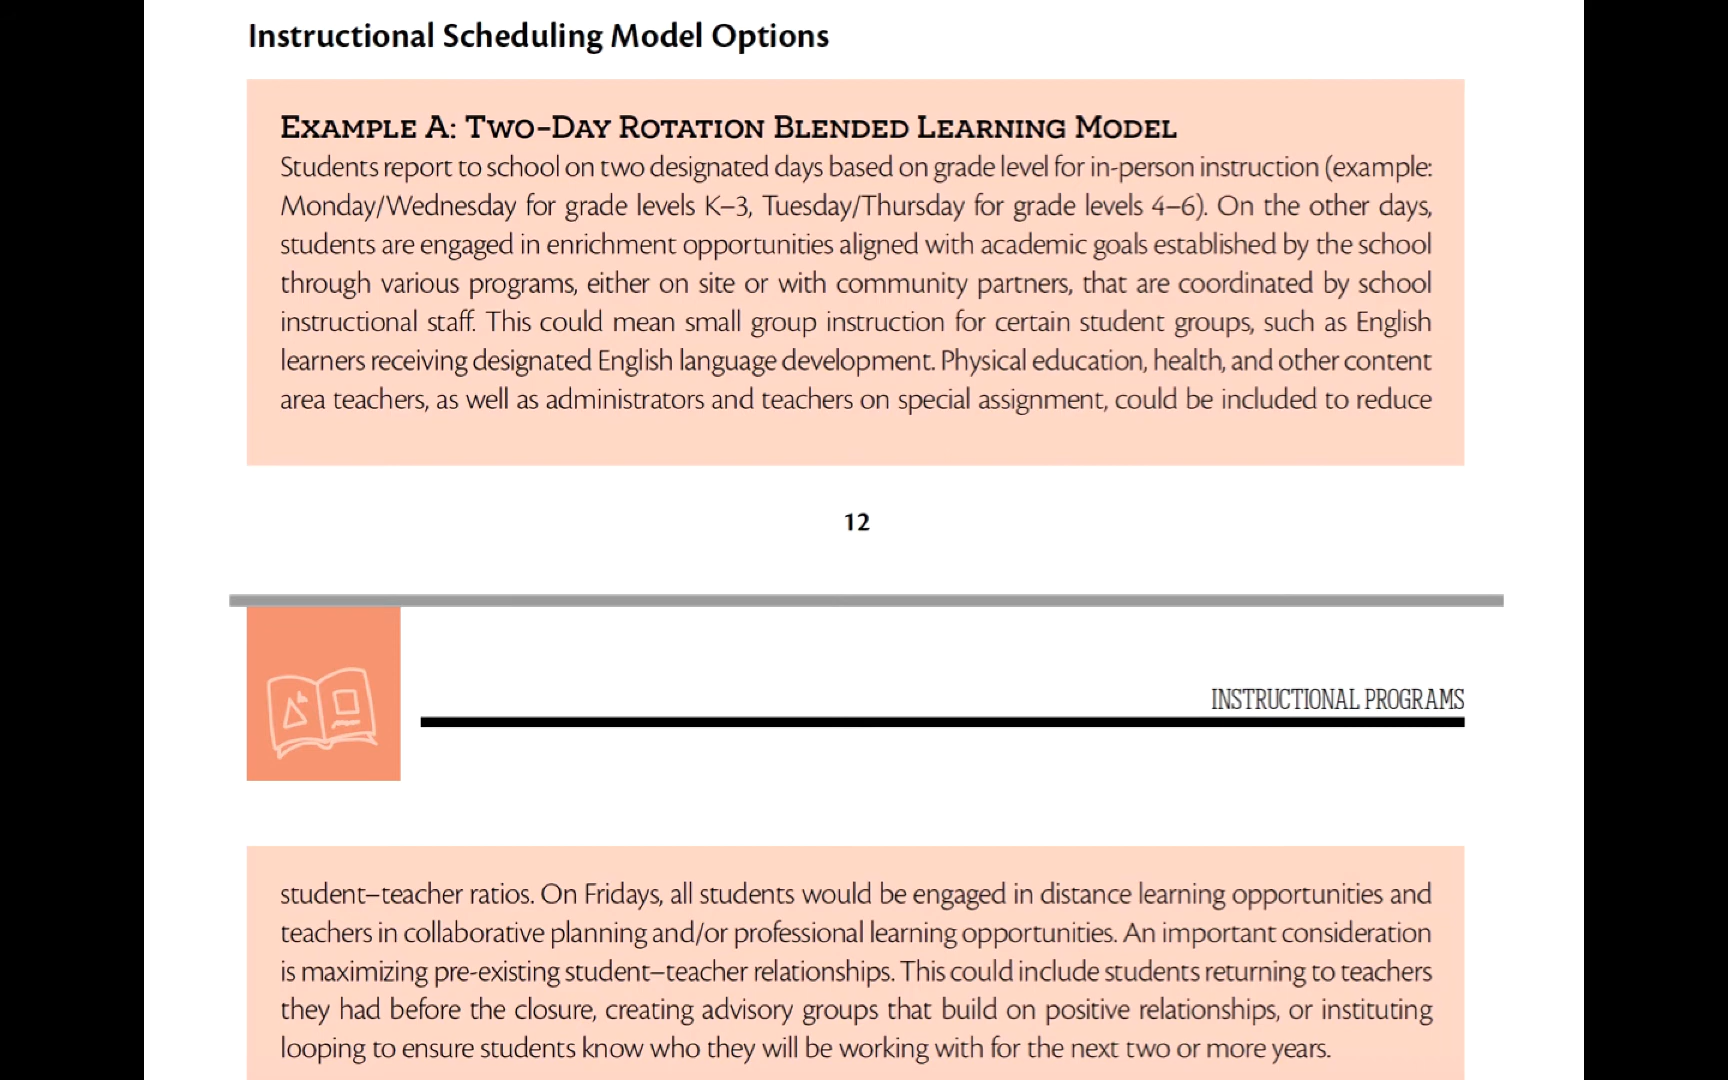 Instructional Scheduling Model Options
EXAMPLE A: TWO-DAY ROTATION BLENDED LEARNING MODEL
Students report to school on two designated days based on grade level for in-person instruction (example:
Monday/Wednesday for grade levels K–3, Tuesday/Thursday for grade levels 4–6). On the other days,
students are engaged in enrichment opportunities aligned with academic goals established by the school
through various programs, either on site or with community partners, that are coordinated by school
instructional staff. This could mean small group instruction for certain student groups, such as English
learners receiving designated English language development. Physical education, health, and other content
area teachers, as well as administrators and teachers on special assignment, could be included to reduce
12
INSTRUCTIONAL PROGRAMS
student–teacher ratios. On Fridays, all students would be engaged in distance learning opportunities and
teachers in collaborative planning and/or professional learning opportunities. An important consideration
is maximizing pre-existing student–teacher relationships. This could include students returning to teachers
they had before the closure, creating advisory groups that build on positive relationships, or instituting
looping to ensure students know who they will be working with for the next two or more years.